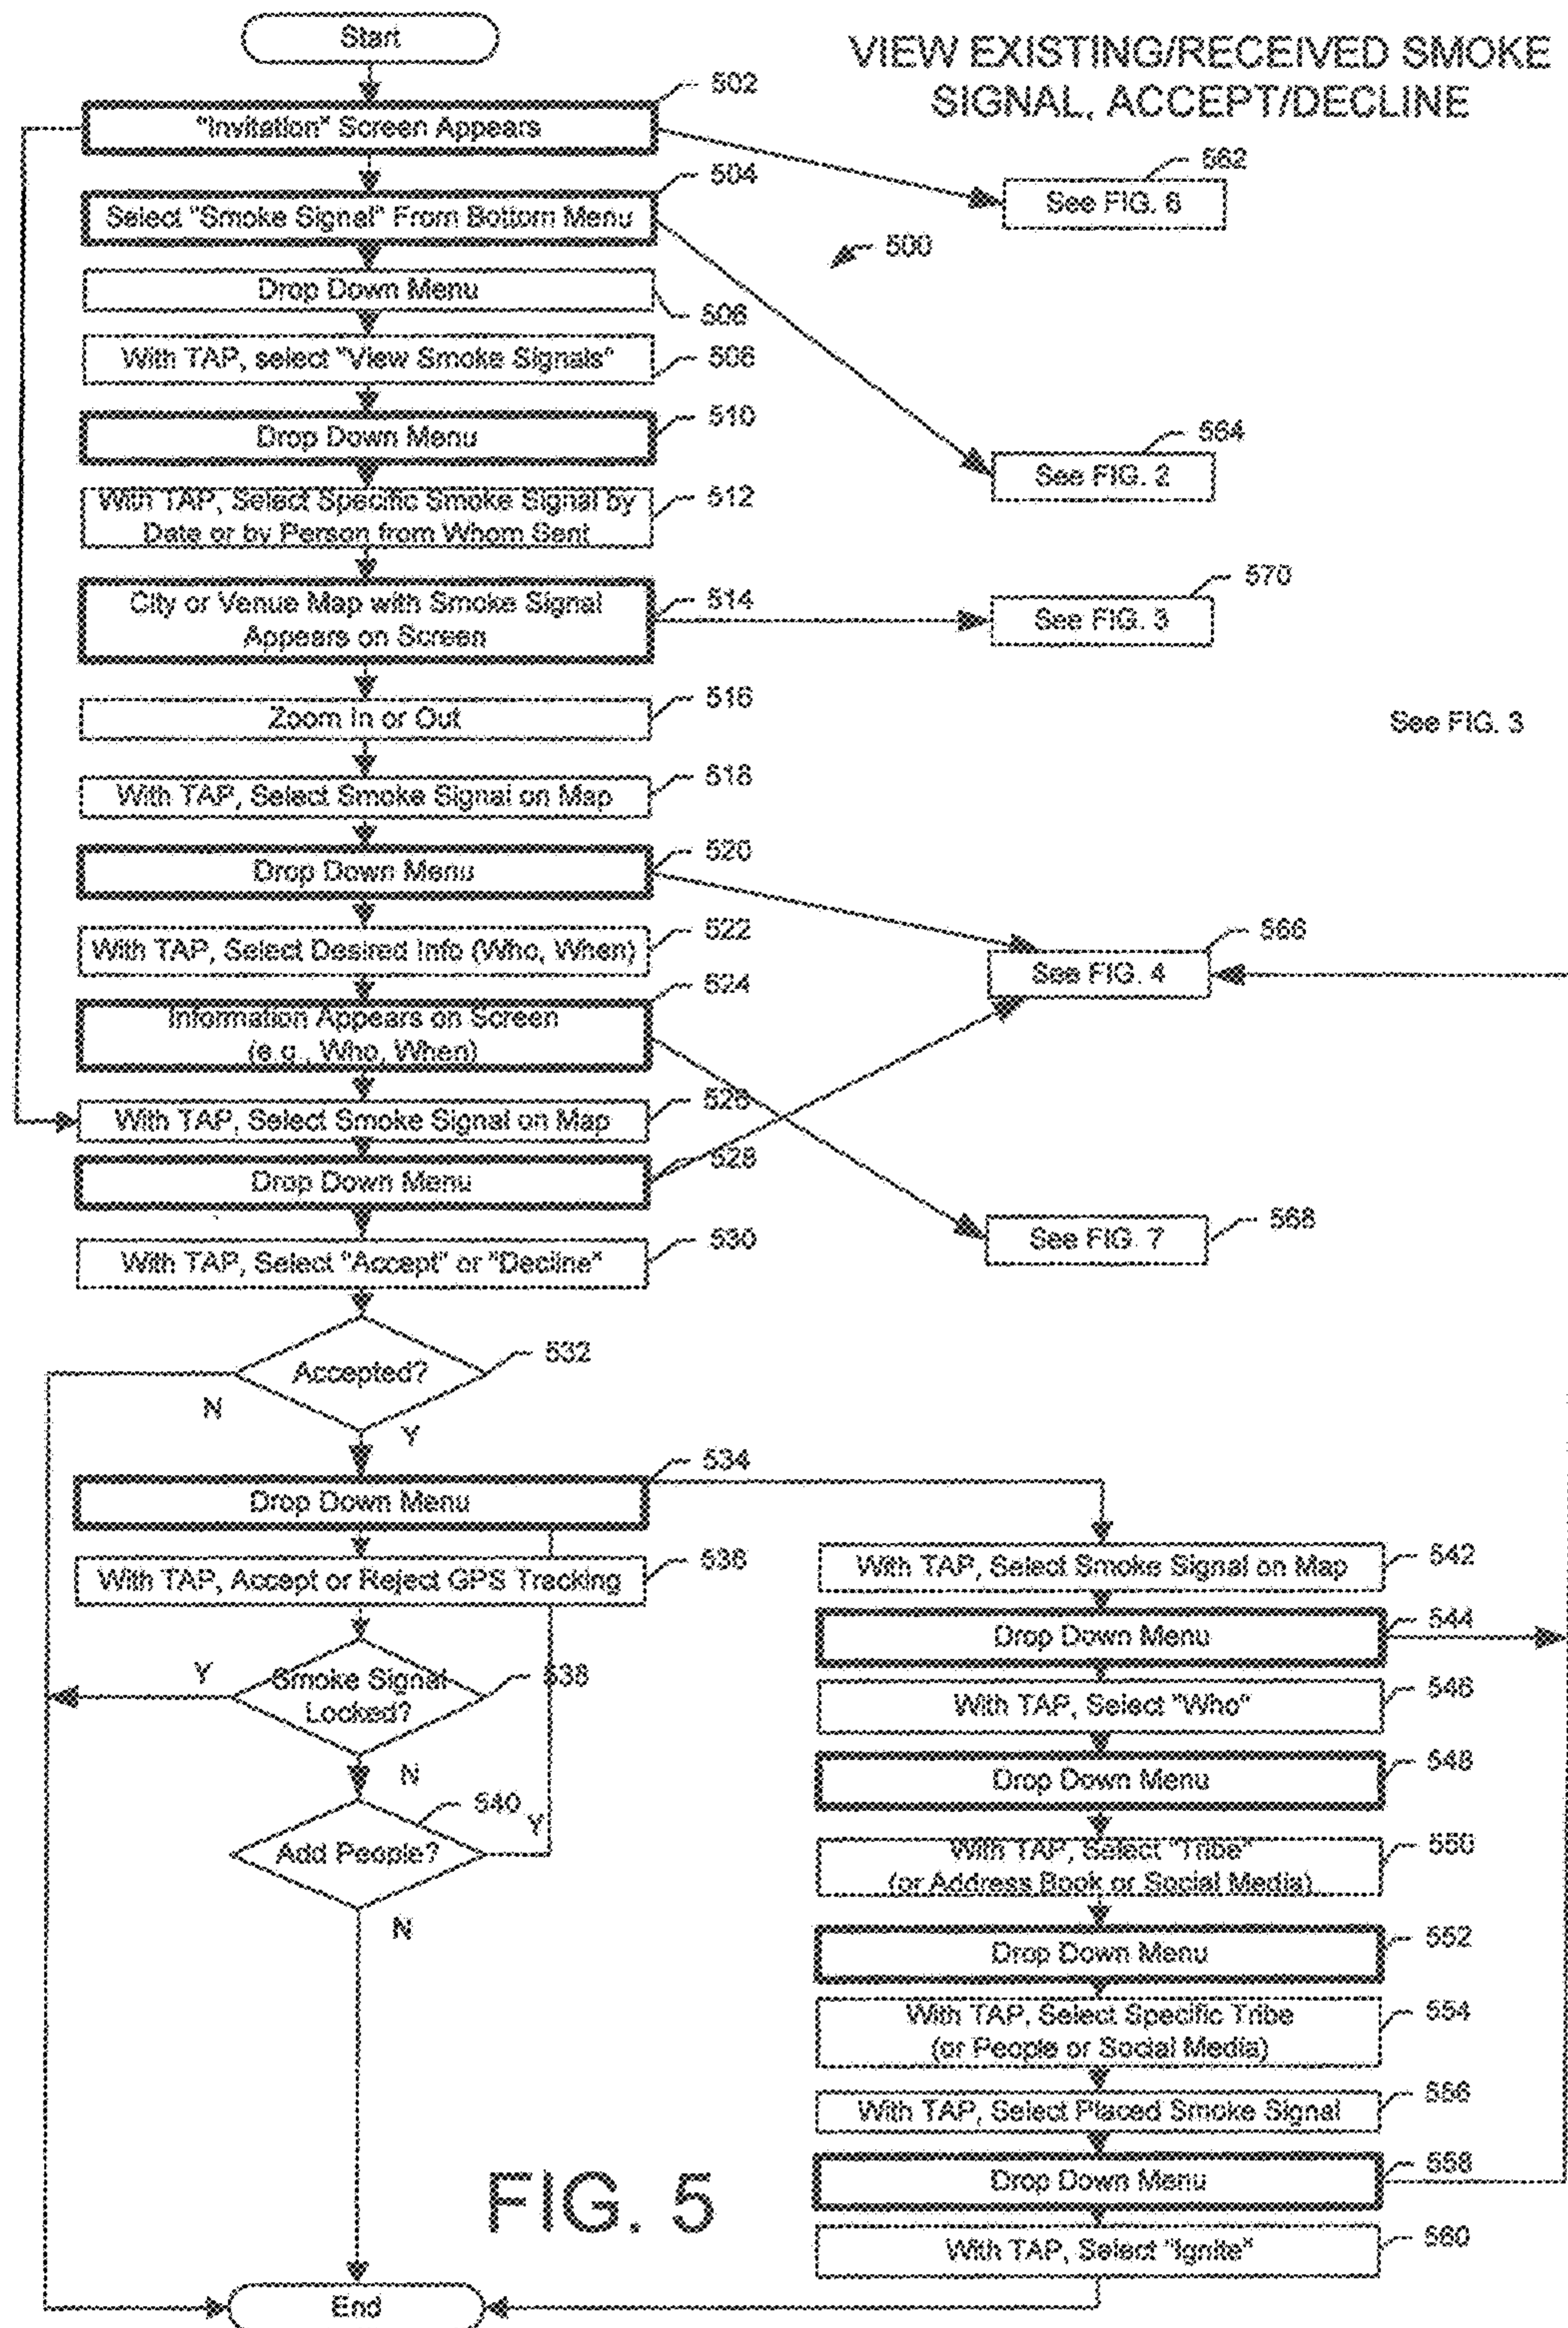 Start
VIEW EXISTING/RECEIVED SMOKE
SIGNAL, ACCEPT/DECLINE
502
"Invitation" Screen Appears
562
See FIG. 6
504
Select "Smoke Signal" From Bottom Menu
500
Drop Down Menu
506
With TAP, select "View Smoke Signals"
508
510
Drop Down Menu
564
See FIG. 2
With TAP, Select Specific Smoke Signal by
Date or by Person from Whom Sent
512
City or Venue Map with Smoke Signal
Appears on Screen
514
570
See FIG. 3
516
Zoom In or Out
See FIG. 3
518
With TAP, Select Smoke Signal on Map
520
Drop Down Menu
522
With TAP, Select Desired Info (Who, When)
566
See FIG. 4
524
Information Appears on Screen
(e.g., Who, When)
526
With TAP, Select Smoke Signal on Map
528
Drop Down Menu
568
See FIG. 7
530
With TAP, Select "Accept" or "Decline"
532
Accepted?
N
Y
534
Drop Down Menu
536
With TAP, Accept or Reject GPS Tracking
Y
Smoke Signal
Locked?
538
N
540
Y
Add People?
N
542
With TAP, Select Smoke Signal on Map
544
Drop Down Menu
546
With TAP, Select "Who"
548
Drop Down Menu
550
With TAP, Select "Tribe"
(or Address Book or Social Media)
552
Drop Down Menu
554
With TAP, Select Specific Tribe
(or People or Social Media)
556
With TAP, Select Placed Smoke Signal
558
Drop Down Menu
560
With TAP, Select "Ignite"
FIG. 5
End